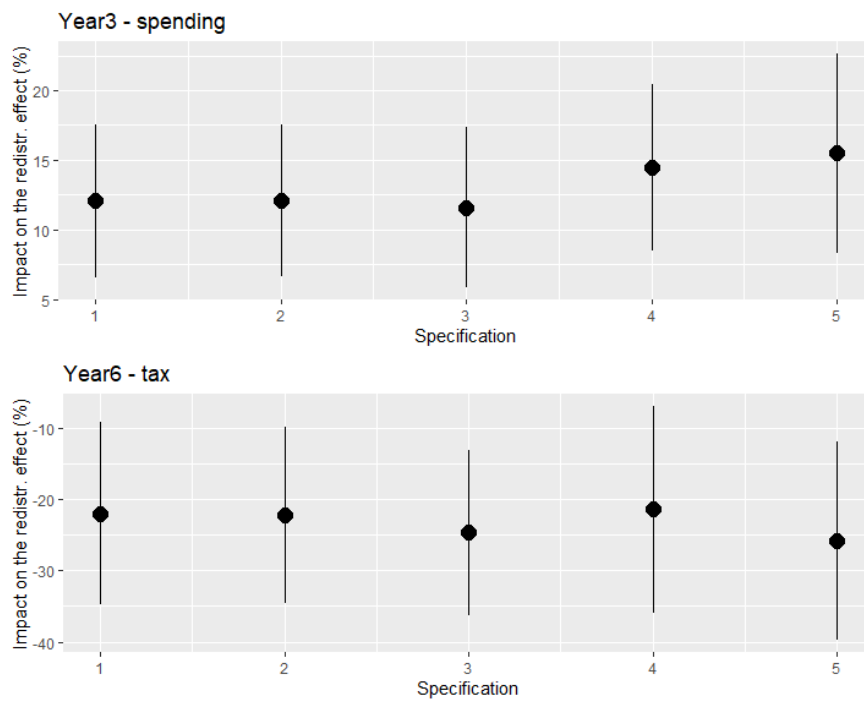 Year3 - spending
Impact on the redistr. effect (%)
20
15
10
5
1 2 3 4 5
Specification
Year6 - tax
Impact on the redistr. effect (%)
-10
-20
-30
-40
1 2 3 4 5
Specification